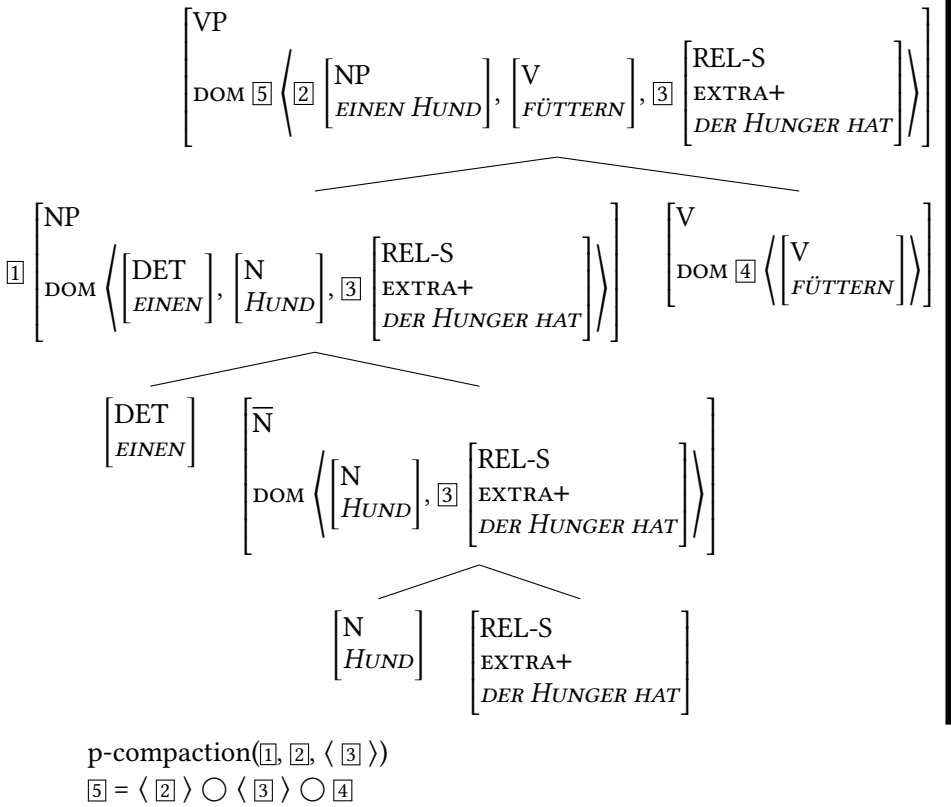 VP
DOM 5 ⟨ 2 [NP EINEN HUND], [V FÜTTERN], 3 [REL-S EXTRA+ DER HUNGER HAT] ⟩
1 NP
DOM ⟨ [DET EINEN], [N HUND], 3 [REL-S EXTRA+ DER HUNGER HAT] ⟩
V
DOM 4 ⟨ [V FÜTTERN] ⟩
DET
EINEN
N̅
DOM ⟨ [N HUND], 3 [REL-S EXTRA+ DER HUNGER HAT] ⟩
N
HUND
REL-S
EXTRA+
DER HUNGER HAT
p-compaction(1, 2, ⟨ 3 ⟩)
5 = ⟨ 2 ⟩ ◯ ⟨ 3 ⟩ ◯ 4